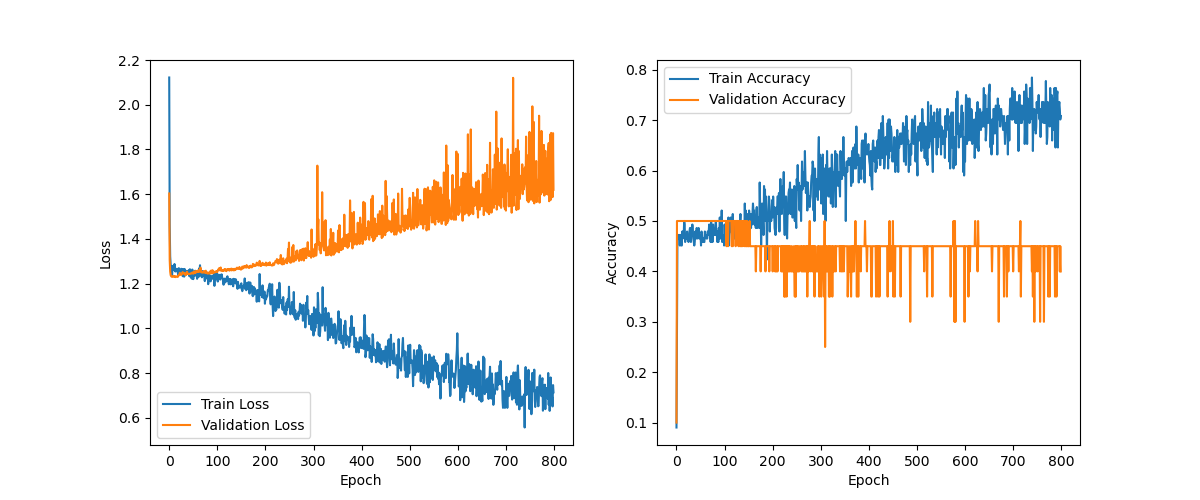 2.2
2.0
1.8
1.6
1.4
1.2
1.0
0.8
0.6
Loss
Train Loss
Validation Loss
0 100 200 300 400 500 600 700 800
Epoch
0.8
0.7
0.6
0.5
0.4
0.3
0.2
0.1
Accuracy
Train Accuracy
Validation Accuracy
0 100 200 300 400 500 600 700 800
Epoch